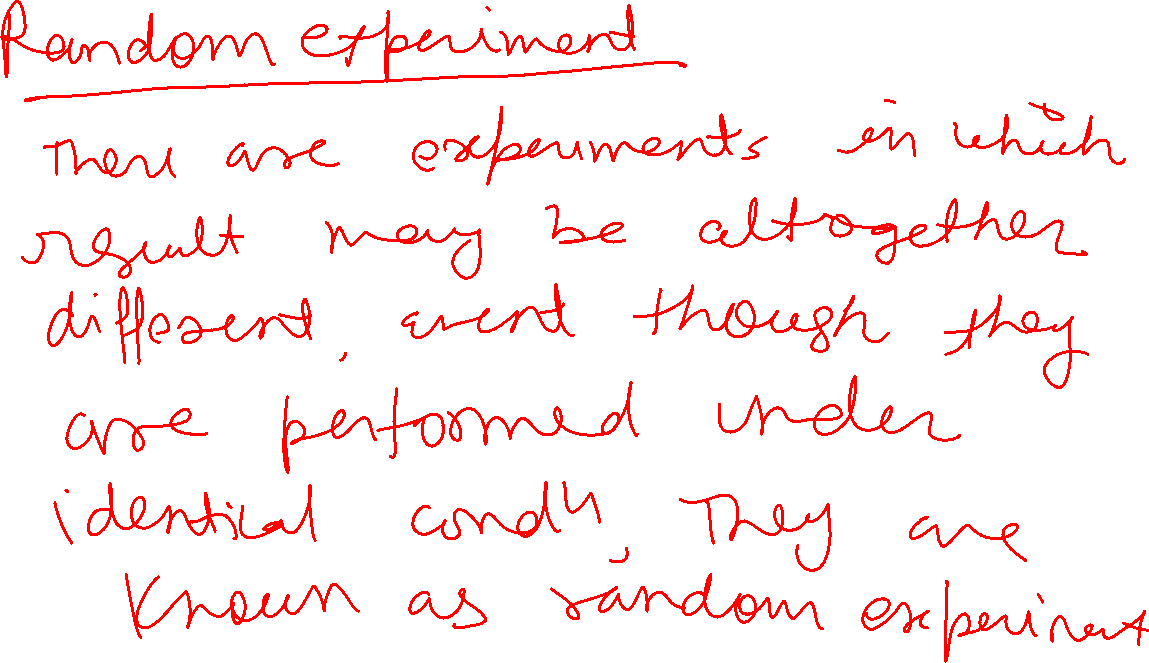 Random experiment
There are experiments in which
result may be altogether
different, event though they
are performed under
identical condn, They are
known as random experiment